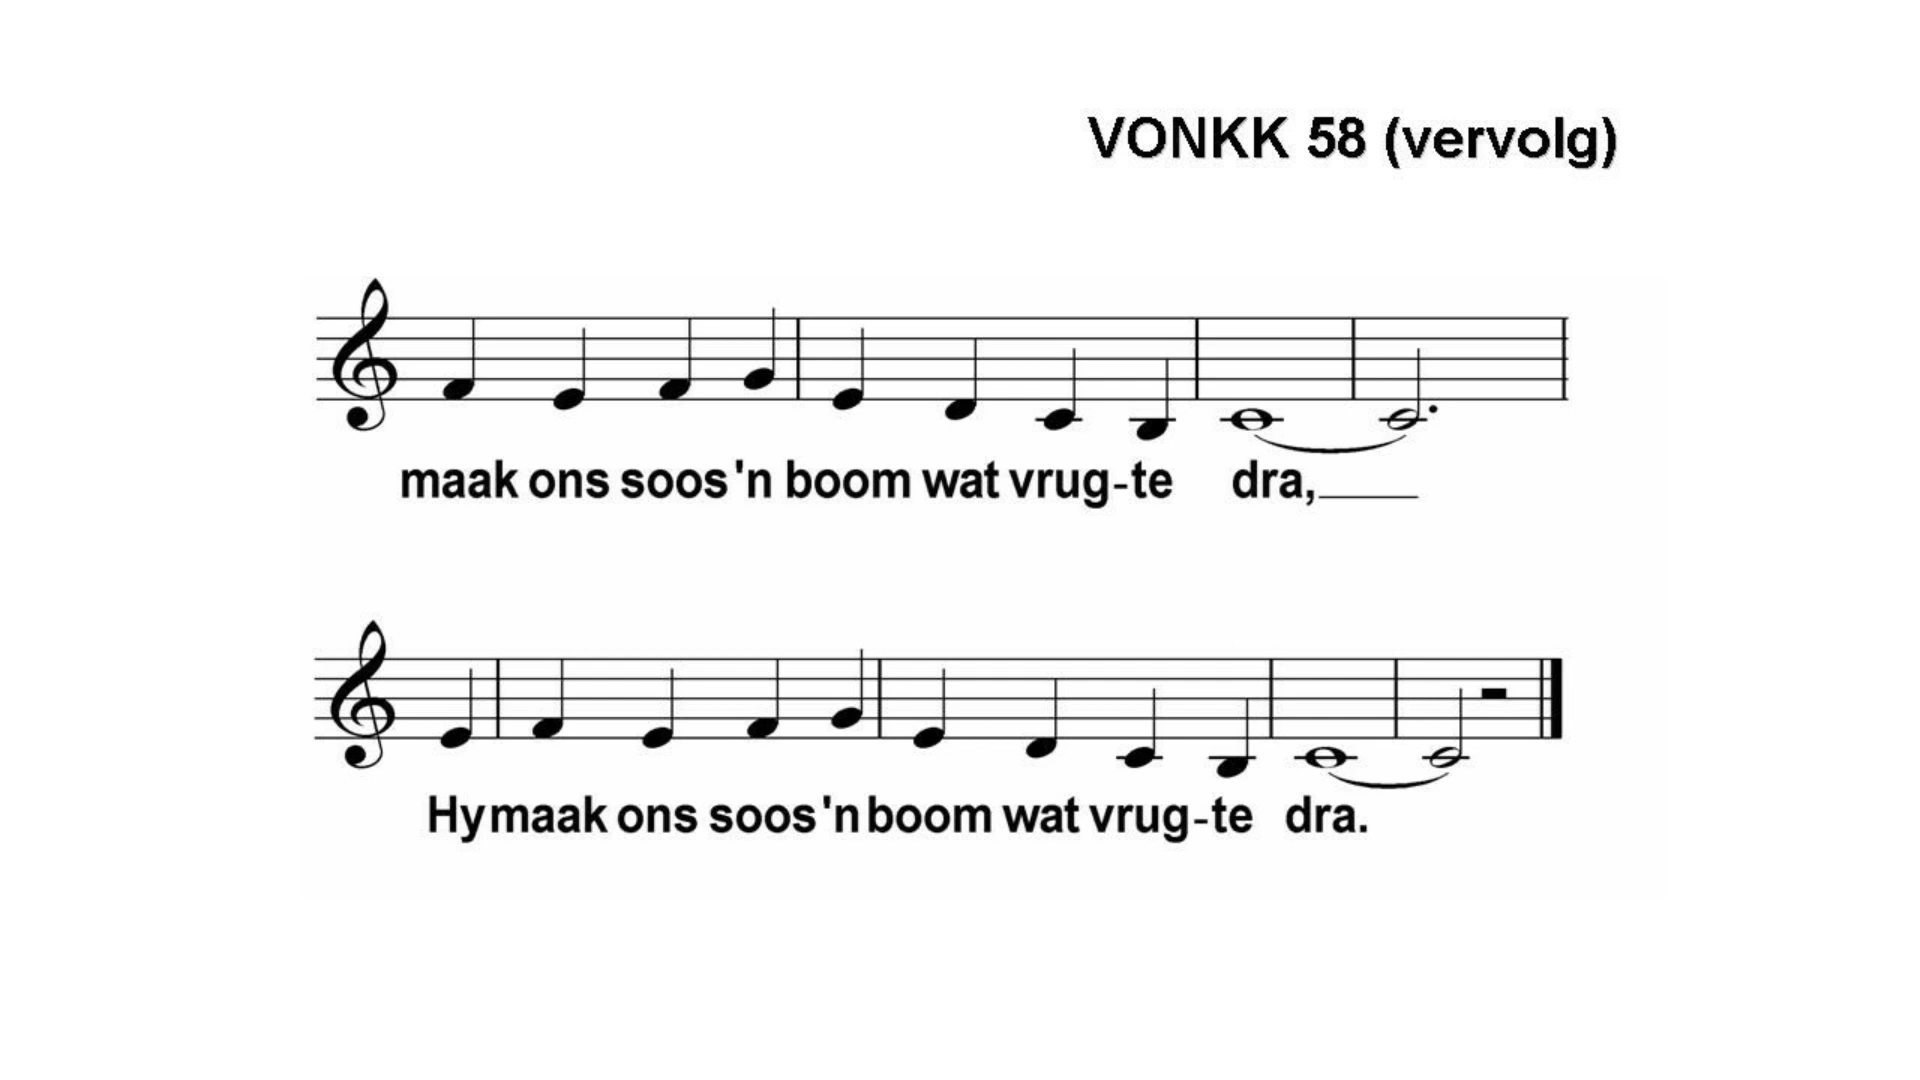 VONKK 58 (vervolg)
maak ons soos 'n boom wat vrug-te dra,
Hy maak ons soos 'n boom wat vrug-te dra.